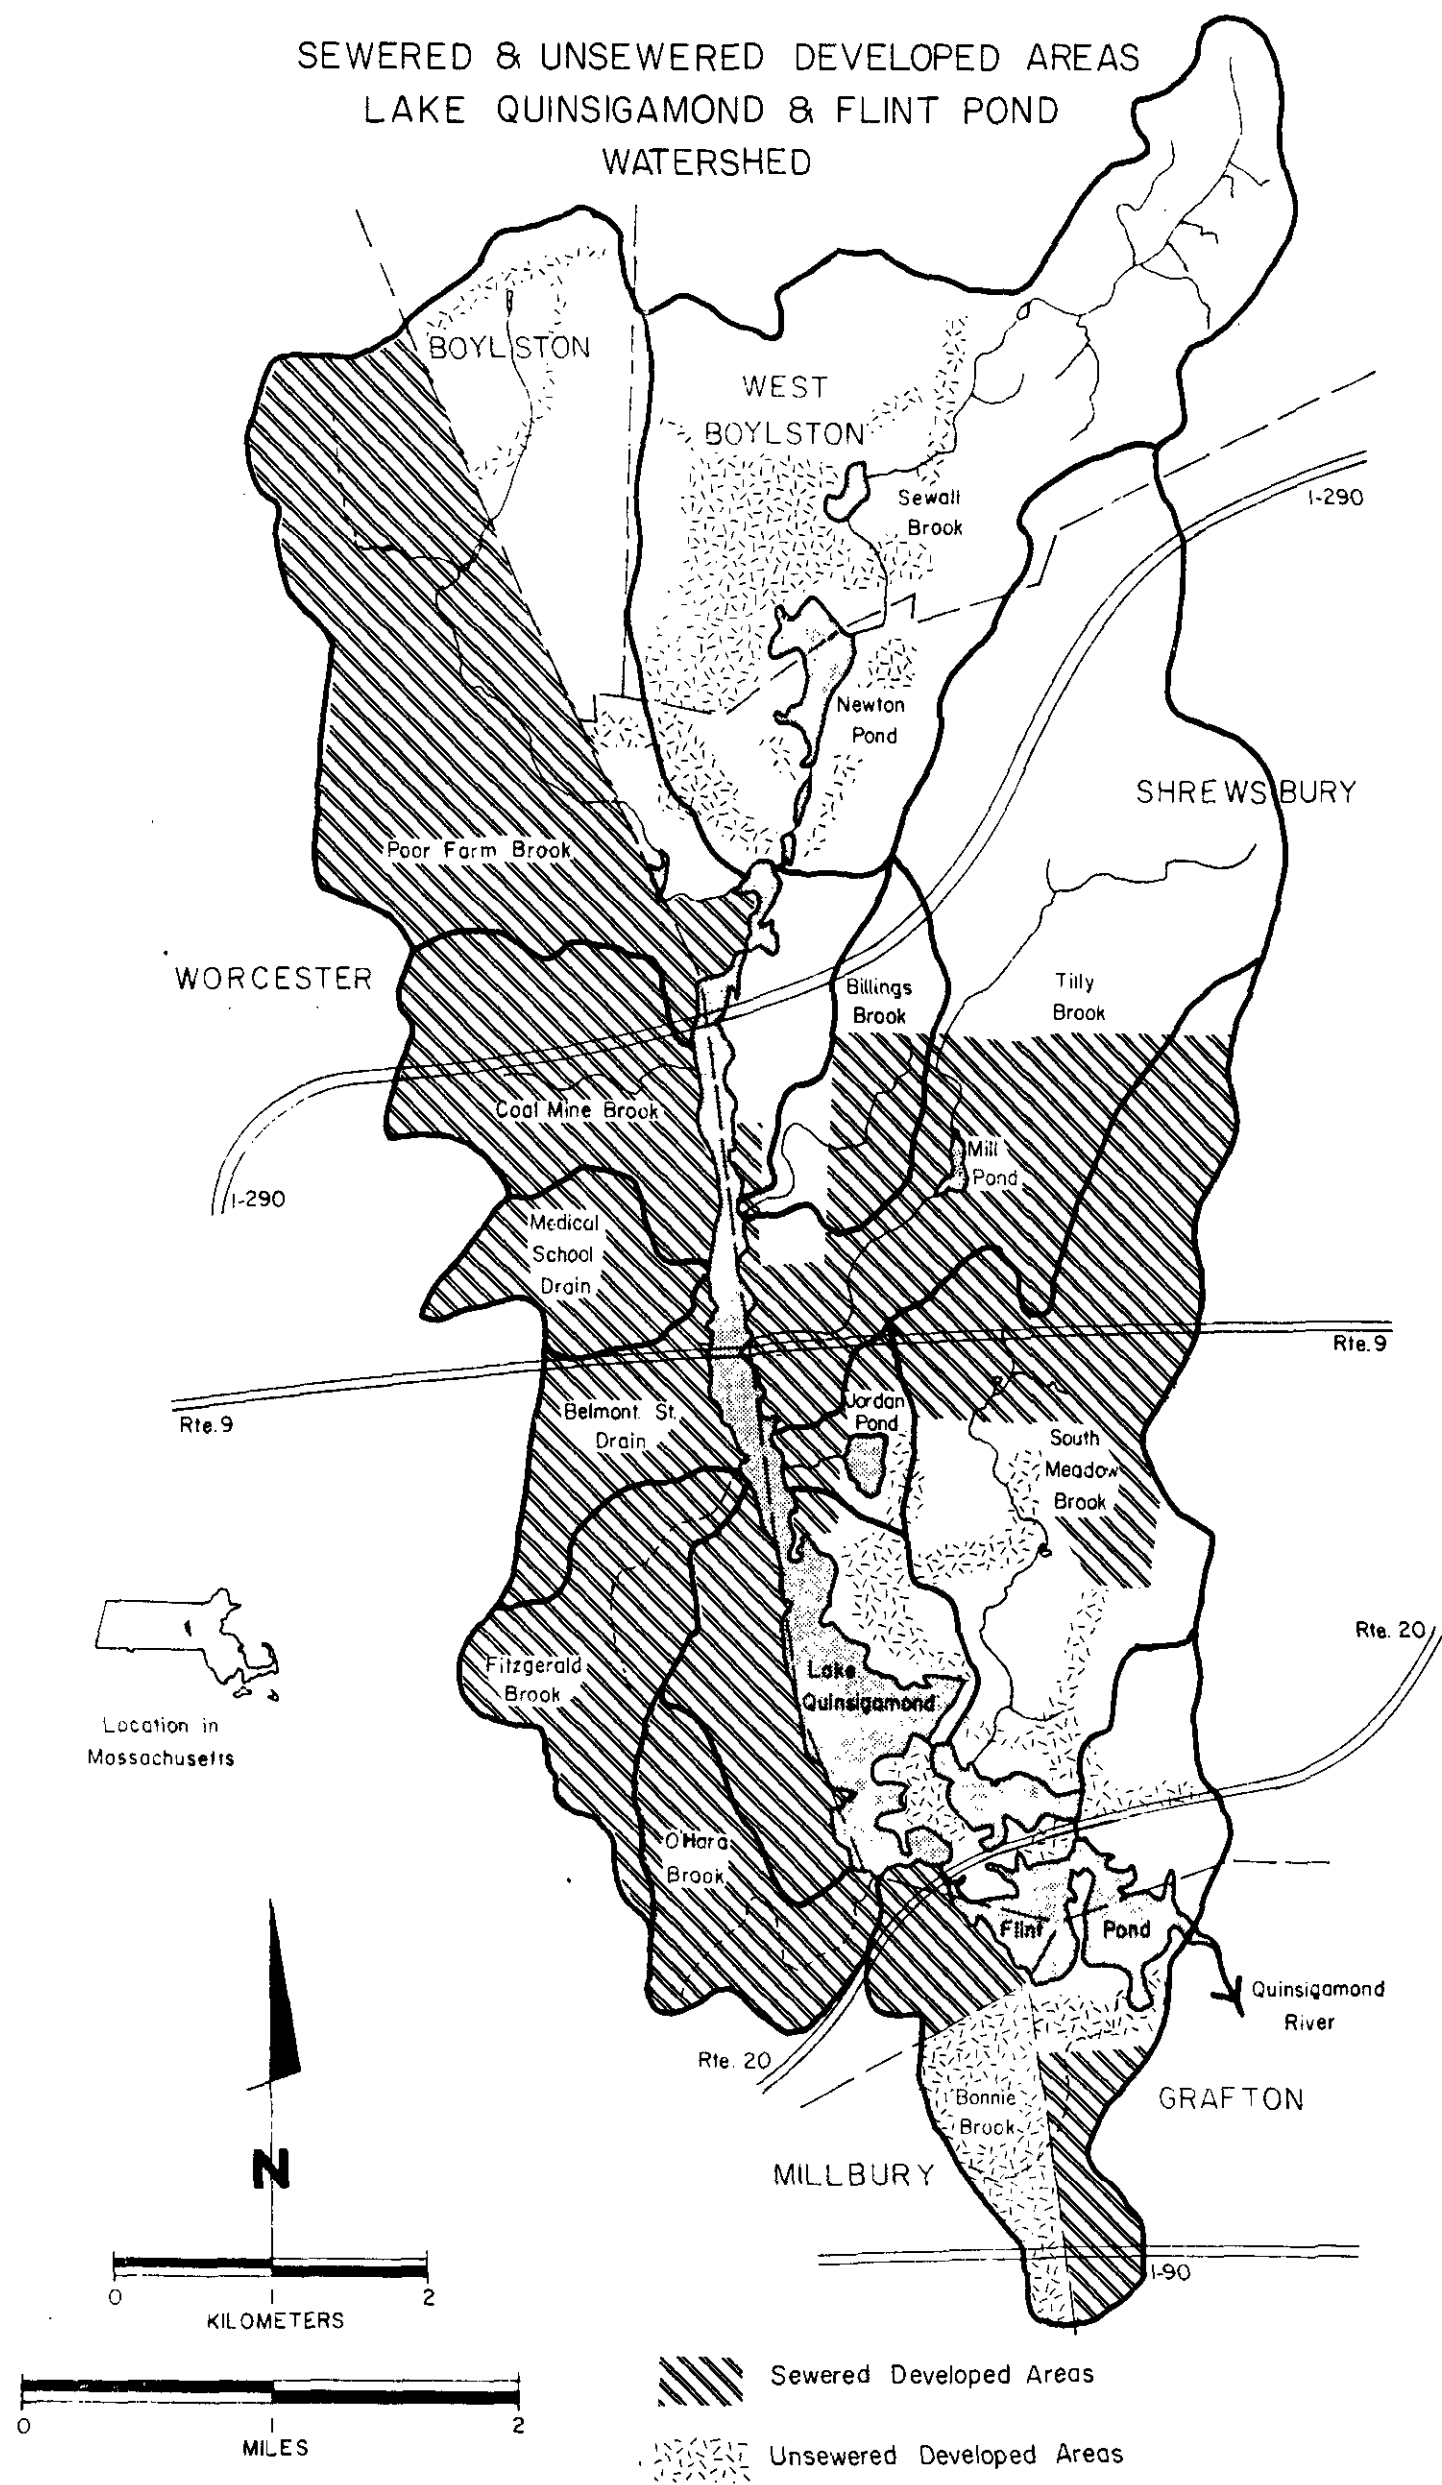 SEWERED & UNSEWERED DEVELOPED AREAS
LAKE QUINSIGAMOND & FLINT POND
WATERSHED
BOYLSTON
WEST
BOYLSTON
Sewall
Brook
I-290
Newton
Pond
SHREWSBURY
Poor Farm Brook
WORCESTER
Billings
Brook
Tilly
Brook
Coal Mine Brook
Mill
Pond
I-290
Medical
School
Drain
Rte. 9
Rte. 9
Jordan
Pond
Belmont St.
Drain
South
Meadow
Brook
Rte. 20
Fitzgerald
Brook
Lake
Quinsigamond
Location in
Massachusetts
O'Hara
Brook
Flint Pond
Quinsigamond
River
Rte. 20
Bonnie
Brook
GRAFTON
N
MILLBURY
I-90
0 1 2
KILOMETERS
Sewered Developed Areas
0 1 2
MILES
Unsewered Developed Areas